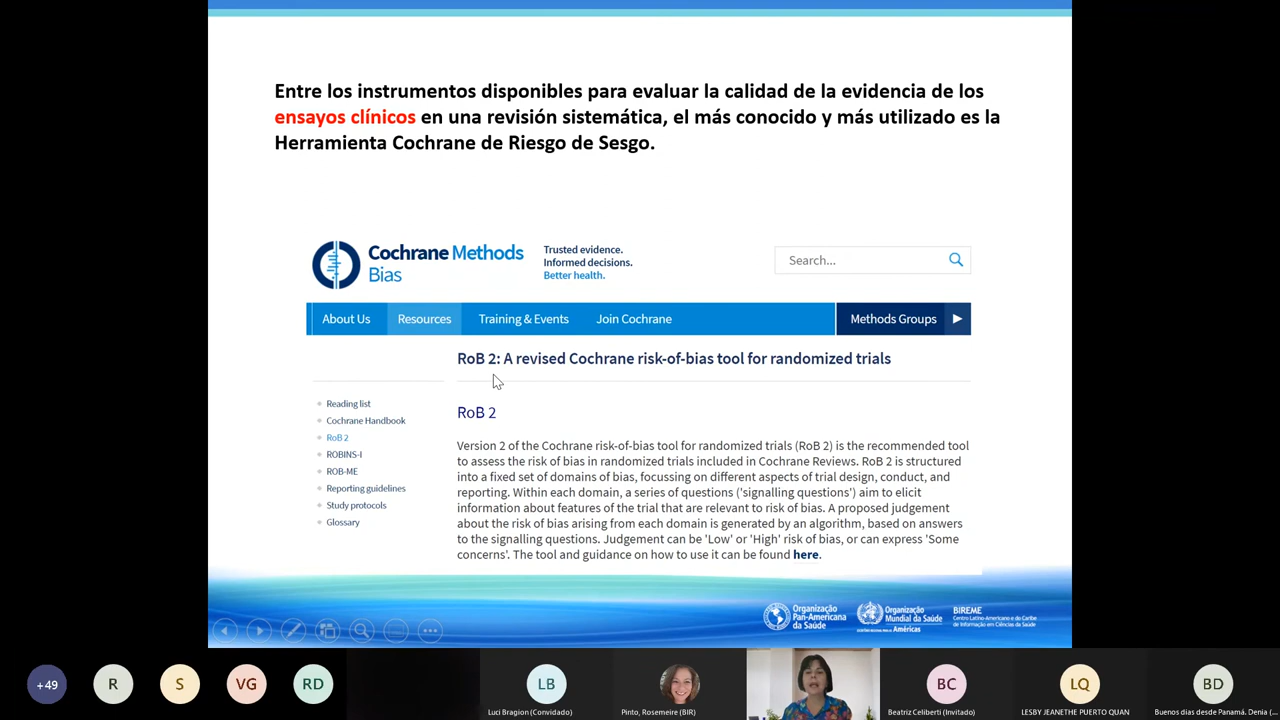 Entre los instrumentos disponibles para evaluar la calidad de la evidencia de los
ensayos clínicos en una revisión sistemática, el más conocido y más utilizado es la
Herramienta Cochrane de Riesgo de Sesgo.
Cochrane Methods
Bias
Trusted evidence.
Informed decisions.
Better health.
Search...
About Us
Resources
Training & Events
Join Cochrane
Methods Groups
RoB 2: A revised Cochrane risk-of-bias tool for randomized trials
Reading list
Cochrane Handbook
RoB 2
ROBINS-I
ROB-ME
Reporting guidelines
Study protocols
Glossary
RoB 2
Version 2 of the Cochrane risk-of-bias tool for randomized trials (RoB 2) is the recommended tool
to assess the risk of bias in randomized trials included in Cochrane Reviews. RoB 2 is structured
into a fixed set of domains of bias, focussing on different aspects of trial design, conduct, and
reporting. Within each domain, a series of questions ('signalling questions') aim to elicit
information about features of the trial that are relevant to risk of bias. A proposed judgement
about the risk of bias arising from each domain is generated by an algorithm, based on answers
to the signalling questions. Judgement can be 'Low' or 'High' risk of bias, or can express 'Some
concerns'. The tool and guidance on how to use it can be found here.
Organização
Pan-Americana
da Saúde
Organização
Mundial da Saúde
Américas
BIREME
Centro Latino-Americano e do Caribe
de Informação em Ciências da Saúde
+49
R
S
VG
RD
LB
Luci Bragion (Convidado)
Pinto, Rosemeire (BIR)
BC
Beatriz Celiberti (Invitado)
LQ
LESBY JEANETHE PUERTO QUAN
BD
Buenos días desde Panamá. Denia (...